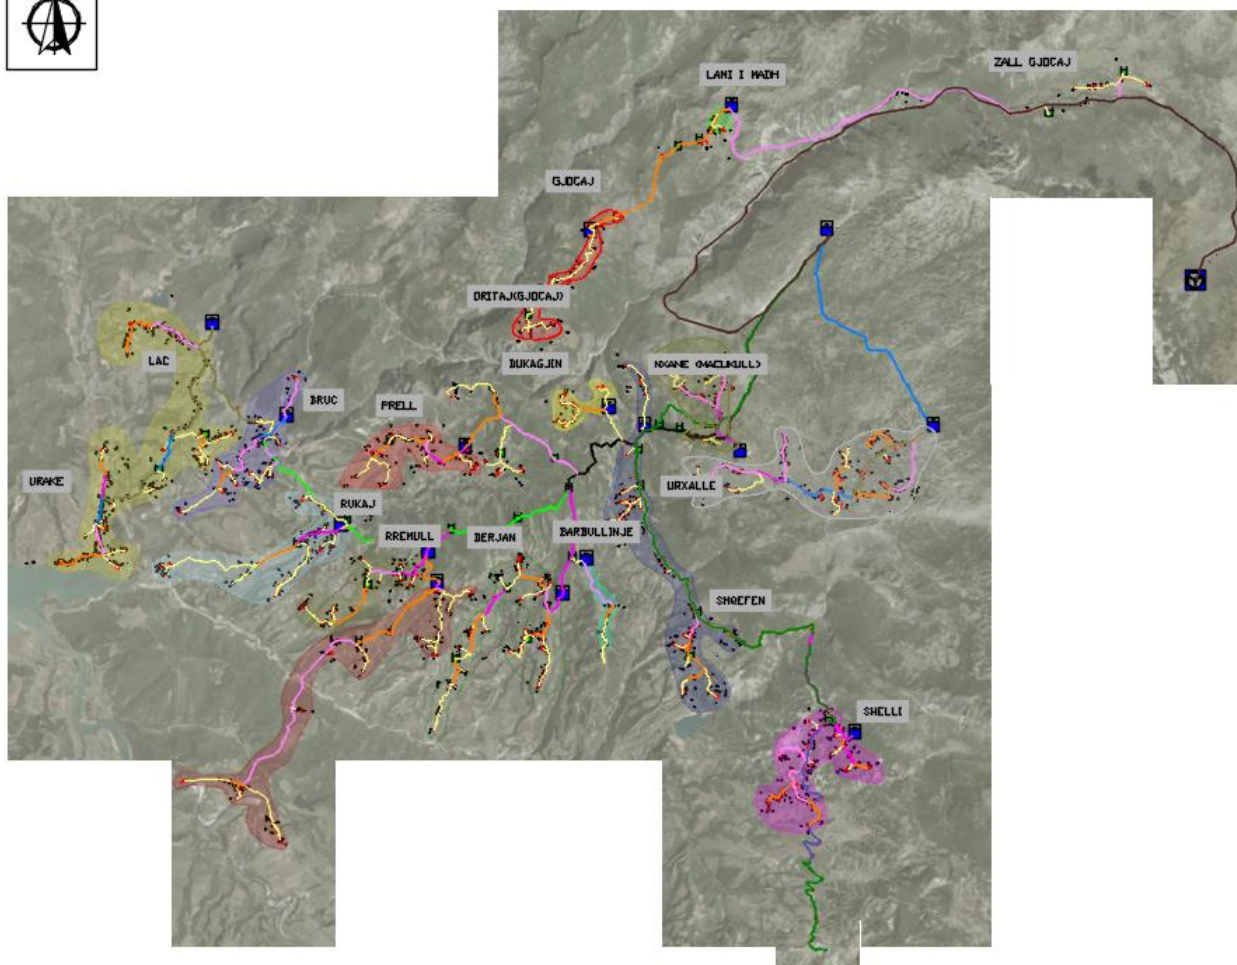 ZALL GJOCAJ
LANI I MADH
GJOCAJ
DRITAJ(GJOCAJ)
DUKAGJIN
NXANE (MACUKULL)
LAC
BRUC
PRELL
URAKE
URXALLE
RUKAJ
RREMULL
DERJAN
BARBULLINJE
SHQEFEN
SHELLI